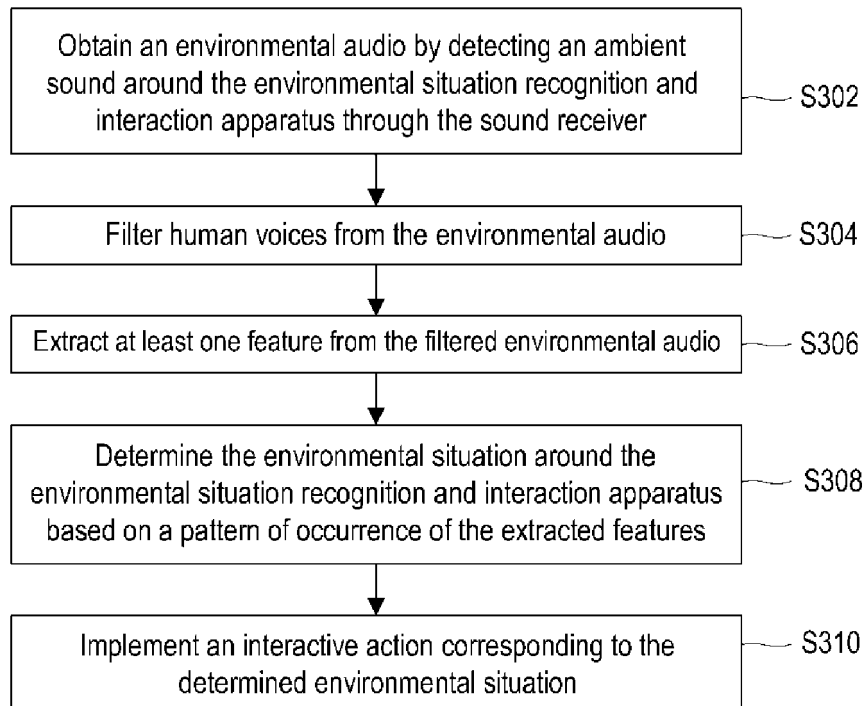 Obtain an environmental audio by detecting an ambient
sound around the environmental situation recognition and
interaction apparatus through the sound receiver
S302
Filter human voices from the environmental audio
S304
Extract at least one feature from the filtered environmental audio
S306
Determine the environmental situation around the
environmental situation recognition and interaction apparatus
based on a pattern of occurrence of the extracted features
S308
Implement an interactive action corresponding to the
determined environmental situation
S310